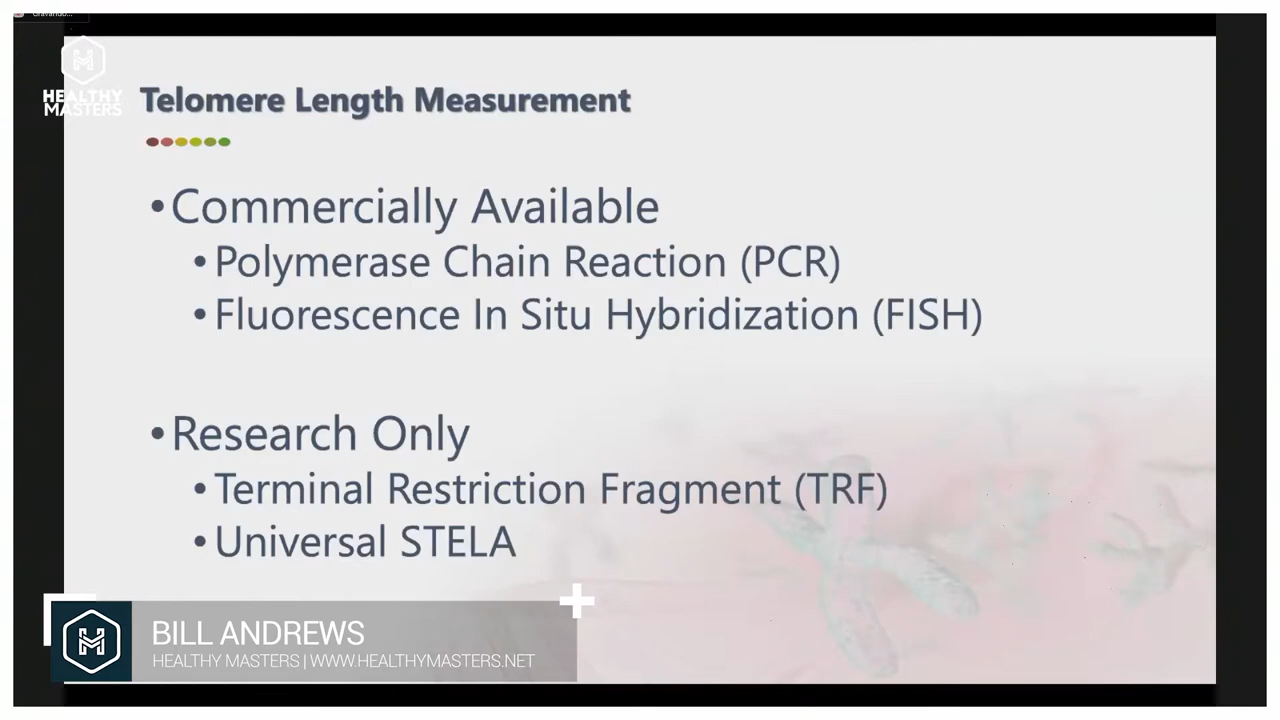 Gravando...
HEALTHY
MASTERS
Telomere Length Measurement
•Commercially Available
•Polymerase Chain Reaction (PCR)
•Fluorescence In Situ Hybridization (FISH)
•Research Only
•Terminal Restriction Fragment (TRF)
•Universal STELA
BILL ANDREWS
HEALTHY MASTERS | WWW.HEALTHYMASTERS.NET